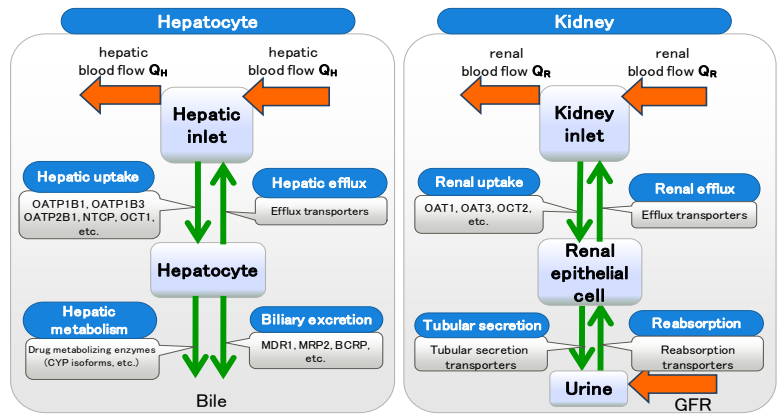 Hepatocyte
hepatic
blood flow QH
hepatic
blood flow QH
Hepatic
inlet
Hepatic uptake
OATP1B1, OATP1B3
OATP2B1, NTCP, OCT1,
etc.
Hepatic efflux
Efflux transporters
Hepatocyte
Hepatic
metabolism
Drug metabolizing enzymes
(CYP isoforms, etc.)
Biliary excretion
MDR1, MRP2, BCRP,
etc.
Bile
Kidney
renal
blood flow QR
renal
blood flow QR
Kidney
inlet
Renal uptake
OAT1, OAT3, OCT2,
etc.
Renal efflux
Efflux transporters
Renal
epithelial
cell
Tubular secretion
Tubular secretion
transporters
Reabsorption
Reabsorption
transporters
Urine
GFR